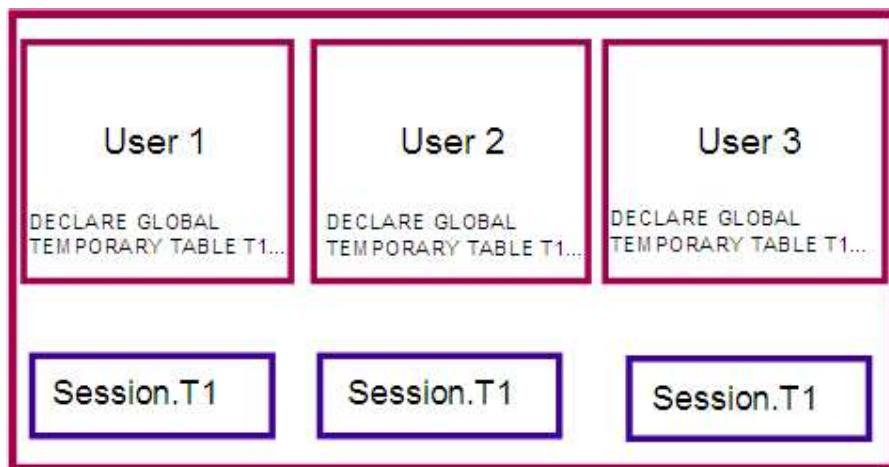 User 1
DECLARE GLOBAL
TEMPORARY TABLE T1...
User 2
DECLARE GLOBAL
TEMPORARY TABLE T1...
User 3
DECLARE GLOBAL
TEMPORARY TABLE T1...
Session.T1
Session.T1
Session.T1